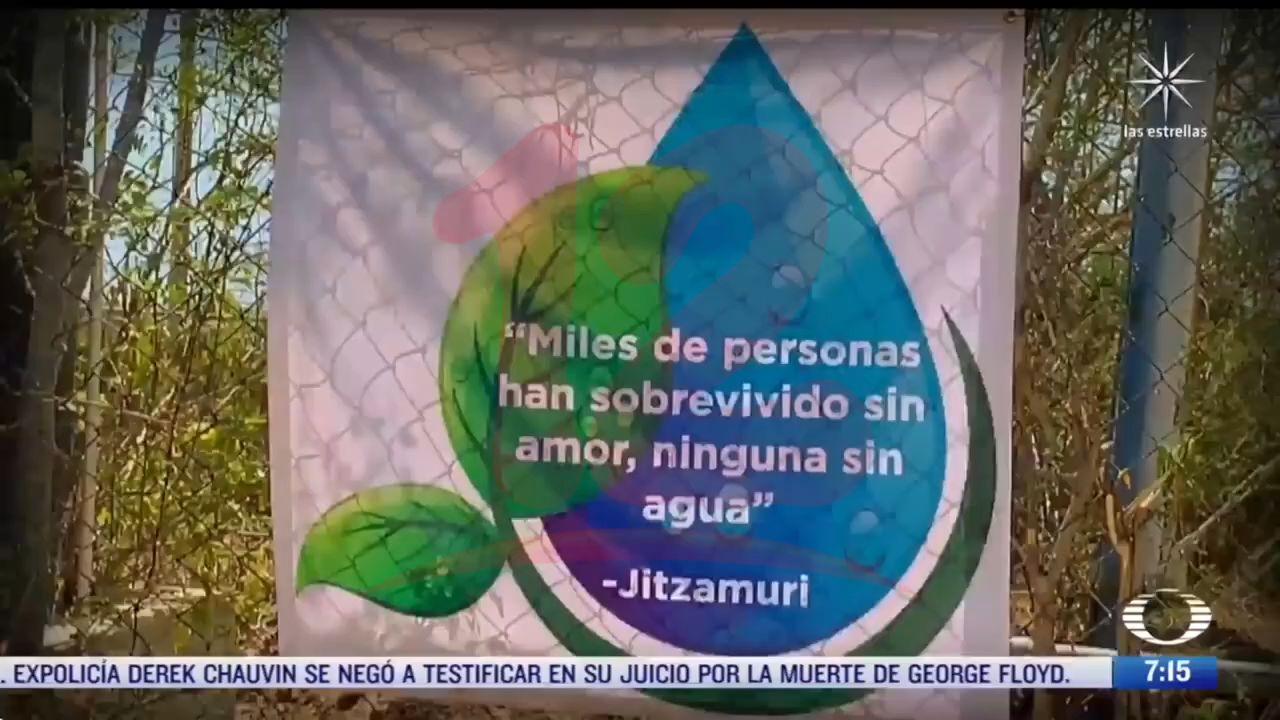 las estrellas
“Miles de personas
han sobrevivido sin
amor, ninguna sin
agua”
-Jitzamuri
. EXPOLICÍA DEREK CHAUVIN SE NEGÓ A TESTIFICAR EN SU JUICIO POR LA MUERTE DE GEORGE FLOYD.
7:15